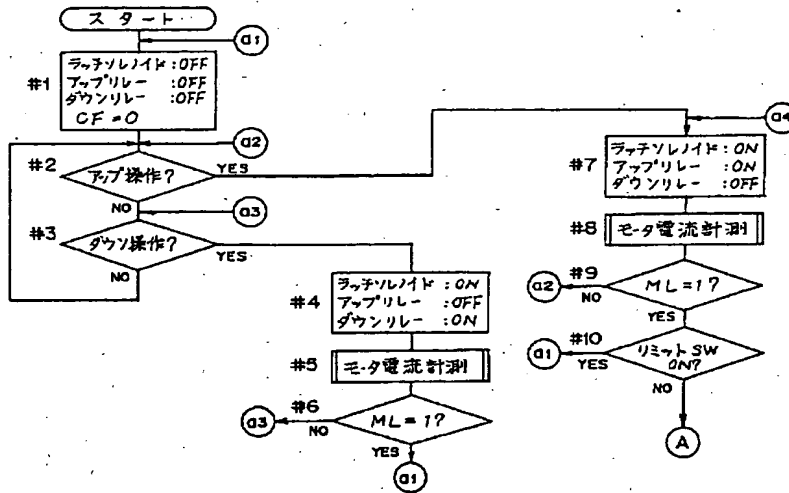 スタート
a1
#1
ラッチソレノイド:OFF
アップリレー :OFF
ダウンリレー :OFF
CF=0
a2
#2
アップ操作?
YES
NO
a3
#3
ダウン操作?
YES
NO
#4
ラッチソレノイド:ON
アップリレー :OFF
ダウンリレー :ON
#5
モータ電流計測
#6
ML=1?
a3
NO
YES
a1
a4
#7
ラッチソレノイド:ON
アップリレー :ON
ダウンリレー :OFF
#8
モータ電流計測
#9
ML=1?
a2
NO
YES
#10
リミットSW
ON?
a1
YES
NO
A